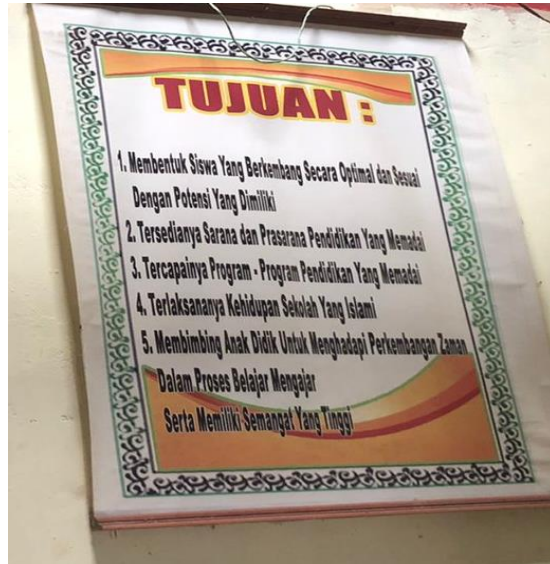 TUJUAN :
1. Membentuk Siswa Yang Berkembang Secara Optimal dan Sesuai
Dengan Potensi Yang Dimiliki
2. Tersedianya Sarana dan Prasarana Pendidikan Yang Memadai
3. Tercapainya Program - Program Pendidikan Yang Memadai
4. Terlaksananya Kehidupan Sekolah Yang Islami
5. Membimbing Anak Didik Untuk Menghadapi Perkembangan Zaman
Dalam Proses Belajar Mengajar
Serta Memiliki Semangat Yang Tinggi